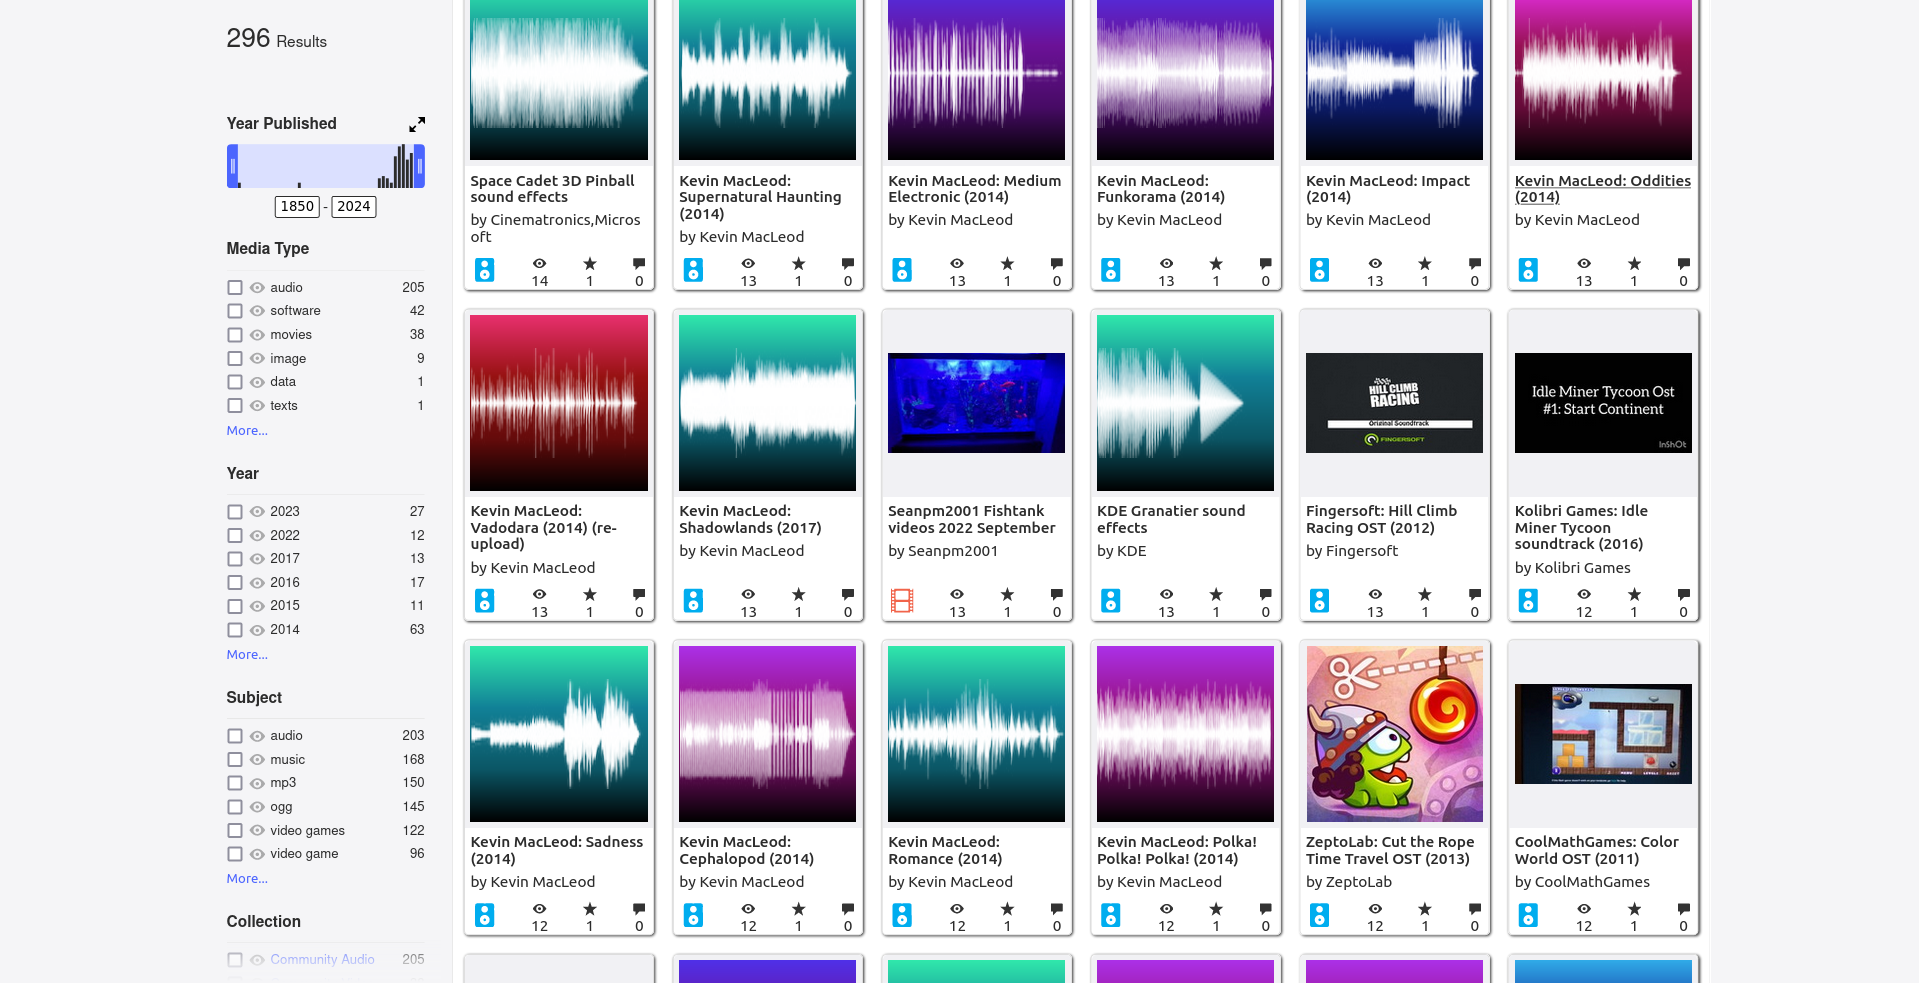 296 Results
Year Published
1850 - 2024
Media Type
audio 205
software 42
movies 38
image 9
data 1
texts 1
More...
Year
2023 27
2022 12
2017 13
2016 17
2015 11
2014 63
More...
Subject
audio 203
music 168
mp3 150
ogg 145
video games 122
video game 96
More...
Collection
Community Audio 205
Space Cadet 3D Pinball
sound effects
by Cinematronics,Micros
oft
14 1 0
Kevin MacLeod:
Supernatural Haunting
(2014)
by Kevin MacLeod
13 1 0
Kevin MacLeod: Medium
Electronic (2014)
by Kevin MacLeod
13 1 0
Kevin MacLeod:
Funkorama (2014)
by Kevin MacLeod
13 1 0
Kevin MacLeod: Impact
(2014)
by Kevin MacLeod
13 1 0
Kevin MacLeod: Oddities
(2014)
by Kevin MacLeod
13 1 0
Kevin MacLeod:
Vadodara (2014) (re-
upload)
by Kevin MacLeod
13 1 0
Kevin MacLeod:
Shadowlands (2017)
by Kevin MacLeod
13 1 0
Seanpm2001 Fishtank
videos 2022 September
by Seanpm2001
13 1 0
KDE Granatier sound
effects
by KDE
13 1 0
HILL CLIMB
RACING
Original Soundtrack
FINGERSOFT
Fingersoft: Hill Climb
Racing OST (2012)
by Fingersoft
13 1 0
Idle Miner Tycoon Ost
#1: Start Continent
InShOt
Kolibri Games: Idle
Miner Tycoon
soundtrack (2016)
by Kolibri Games
12 1 0
Kevin MacLeod: Sadness
(2014)
by Kevin MacLeod
12 1 0
Kevin MacLeod:
Cephalopod (2014)
by Kevin MacLeod
12 1 0
Kevin MacLeod:
Romance (2014)
by Kevin MacLeod
12 1 0
Kevin MacLeod: Polka!
Polka! Polka! (2014)
by Kevin MacLeod
12 1 0
ZeptoLab: Cut the Rope
Time Travel OST (2013)
by ZeptoLab
12 1 0
CoolMathGames: Color
World OST (2011)
by CoolMathGames
12 1 0